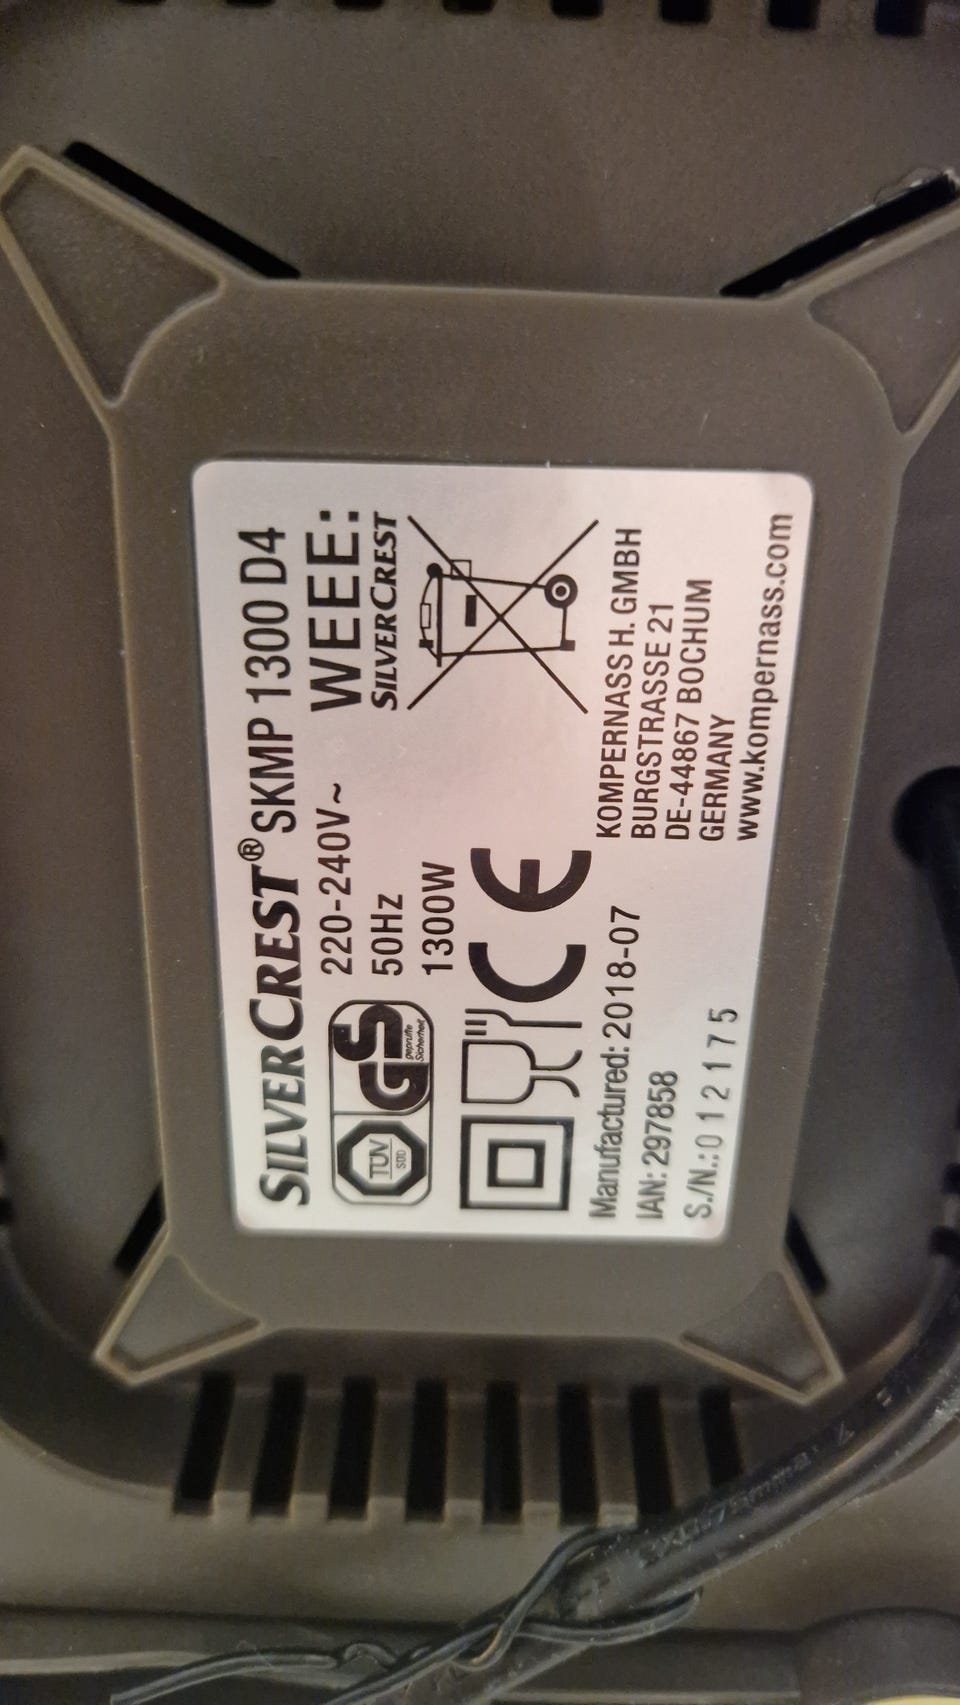 SILVERCREST® SKMP 1300 D4
220-240V~
50Hz
1300W
WEEE:
SILVERCREST
TÜV
SÜD
GS
geprüfte
Sicherheit
CE
Manufactured: 2018-07
IAN: 297858
S./N.:012175
KOMPERNASS H. GMBH
BURGSTRASSE 21
DE-44867 BOCHUM
GERMANY
www.kompernass.com